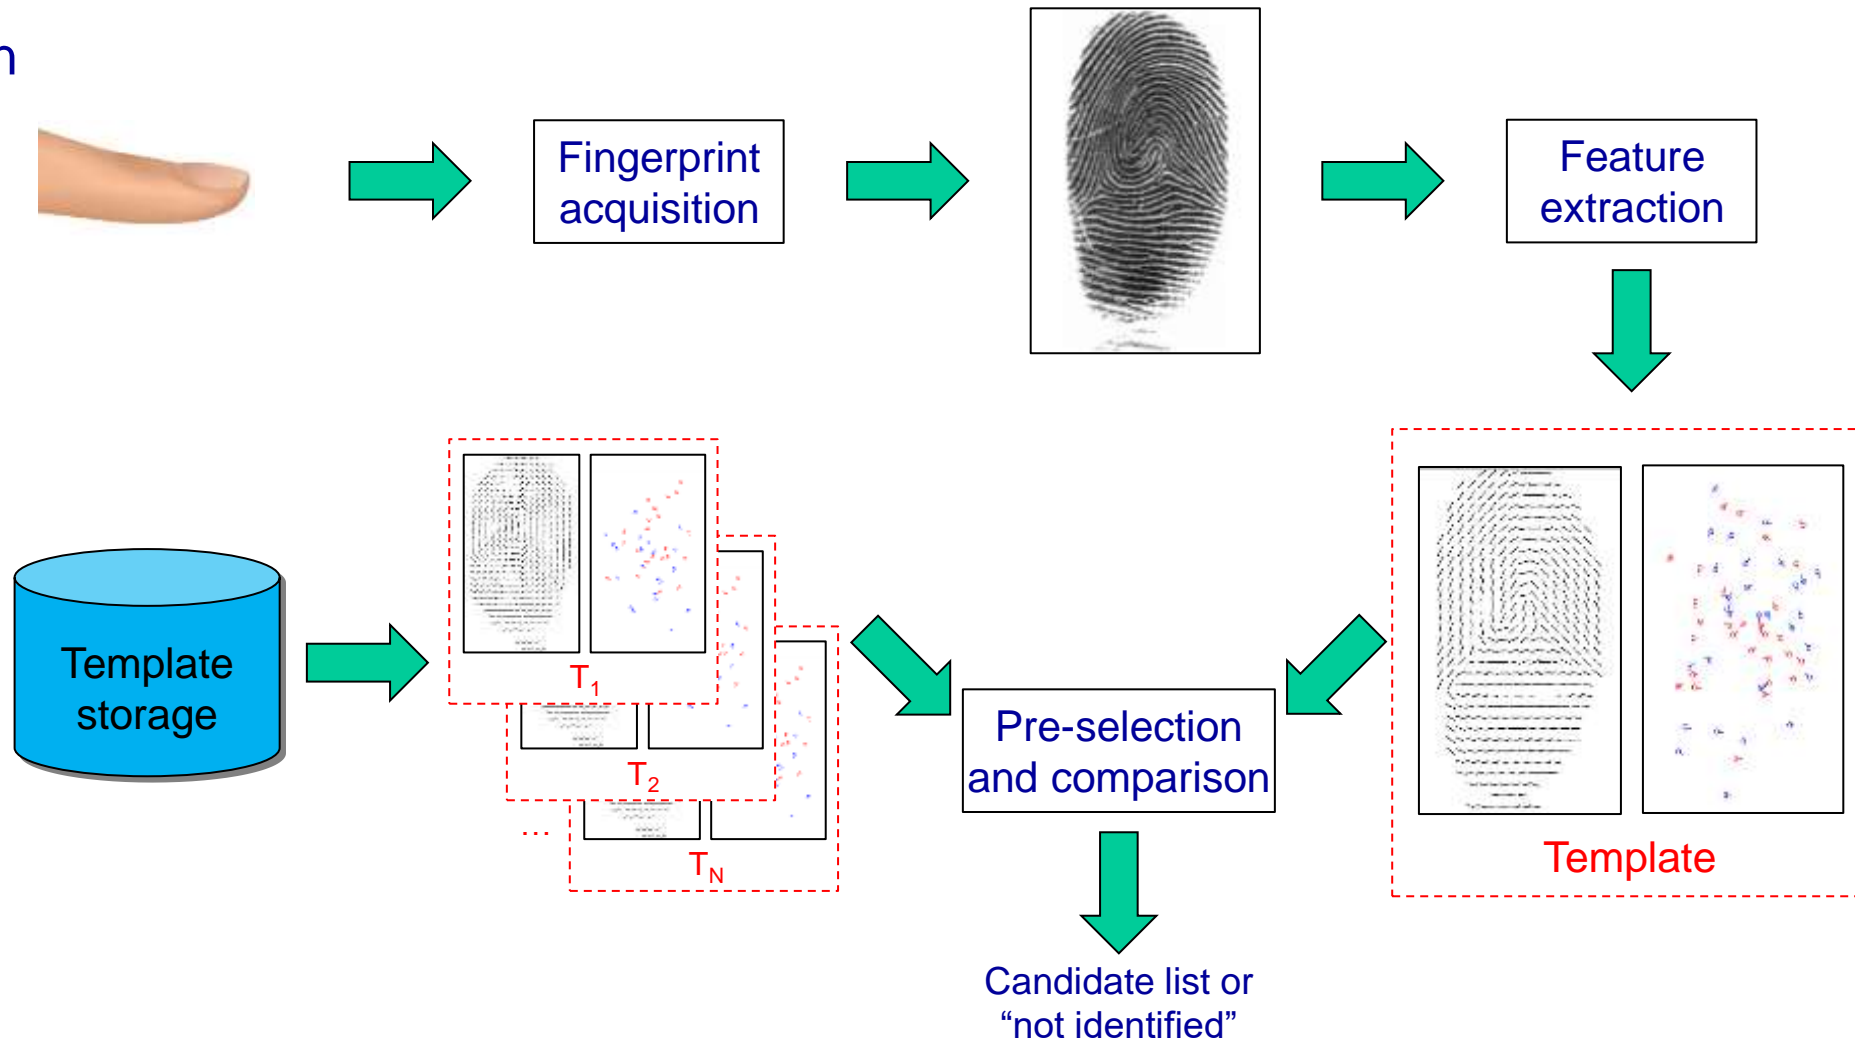 n
Fingerprint
acquisition
Feature
extraction
Template
storage
T1
T2
...
TN
Pre-selection
and comparison
Template
Candidate list or
“not identified”